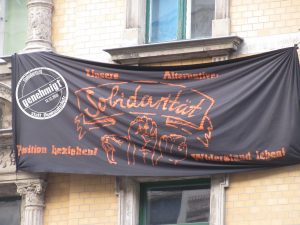 genehmigt
Unsere Alternative:
Solidarität
Position beziehen! Widerstand leben!